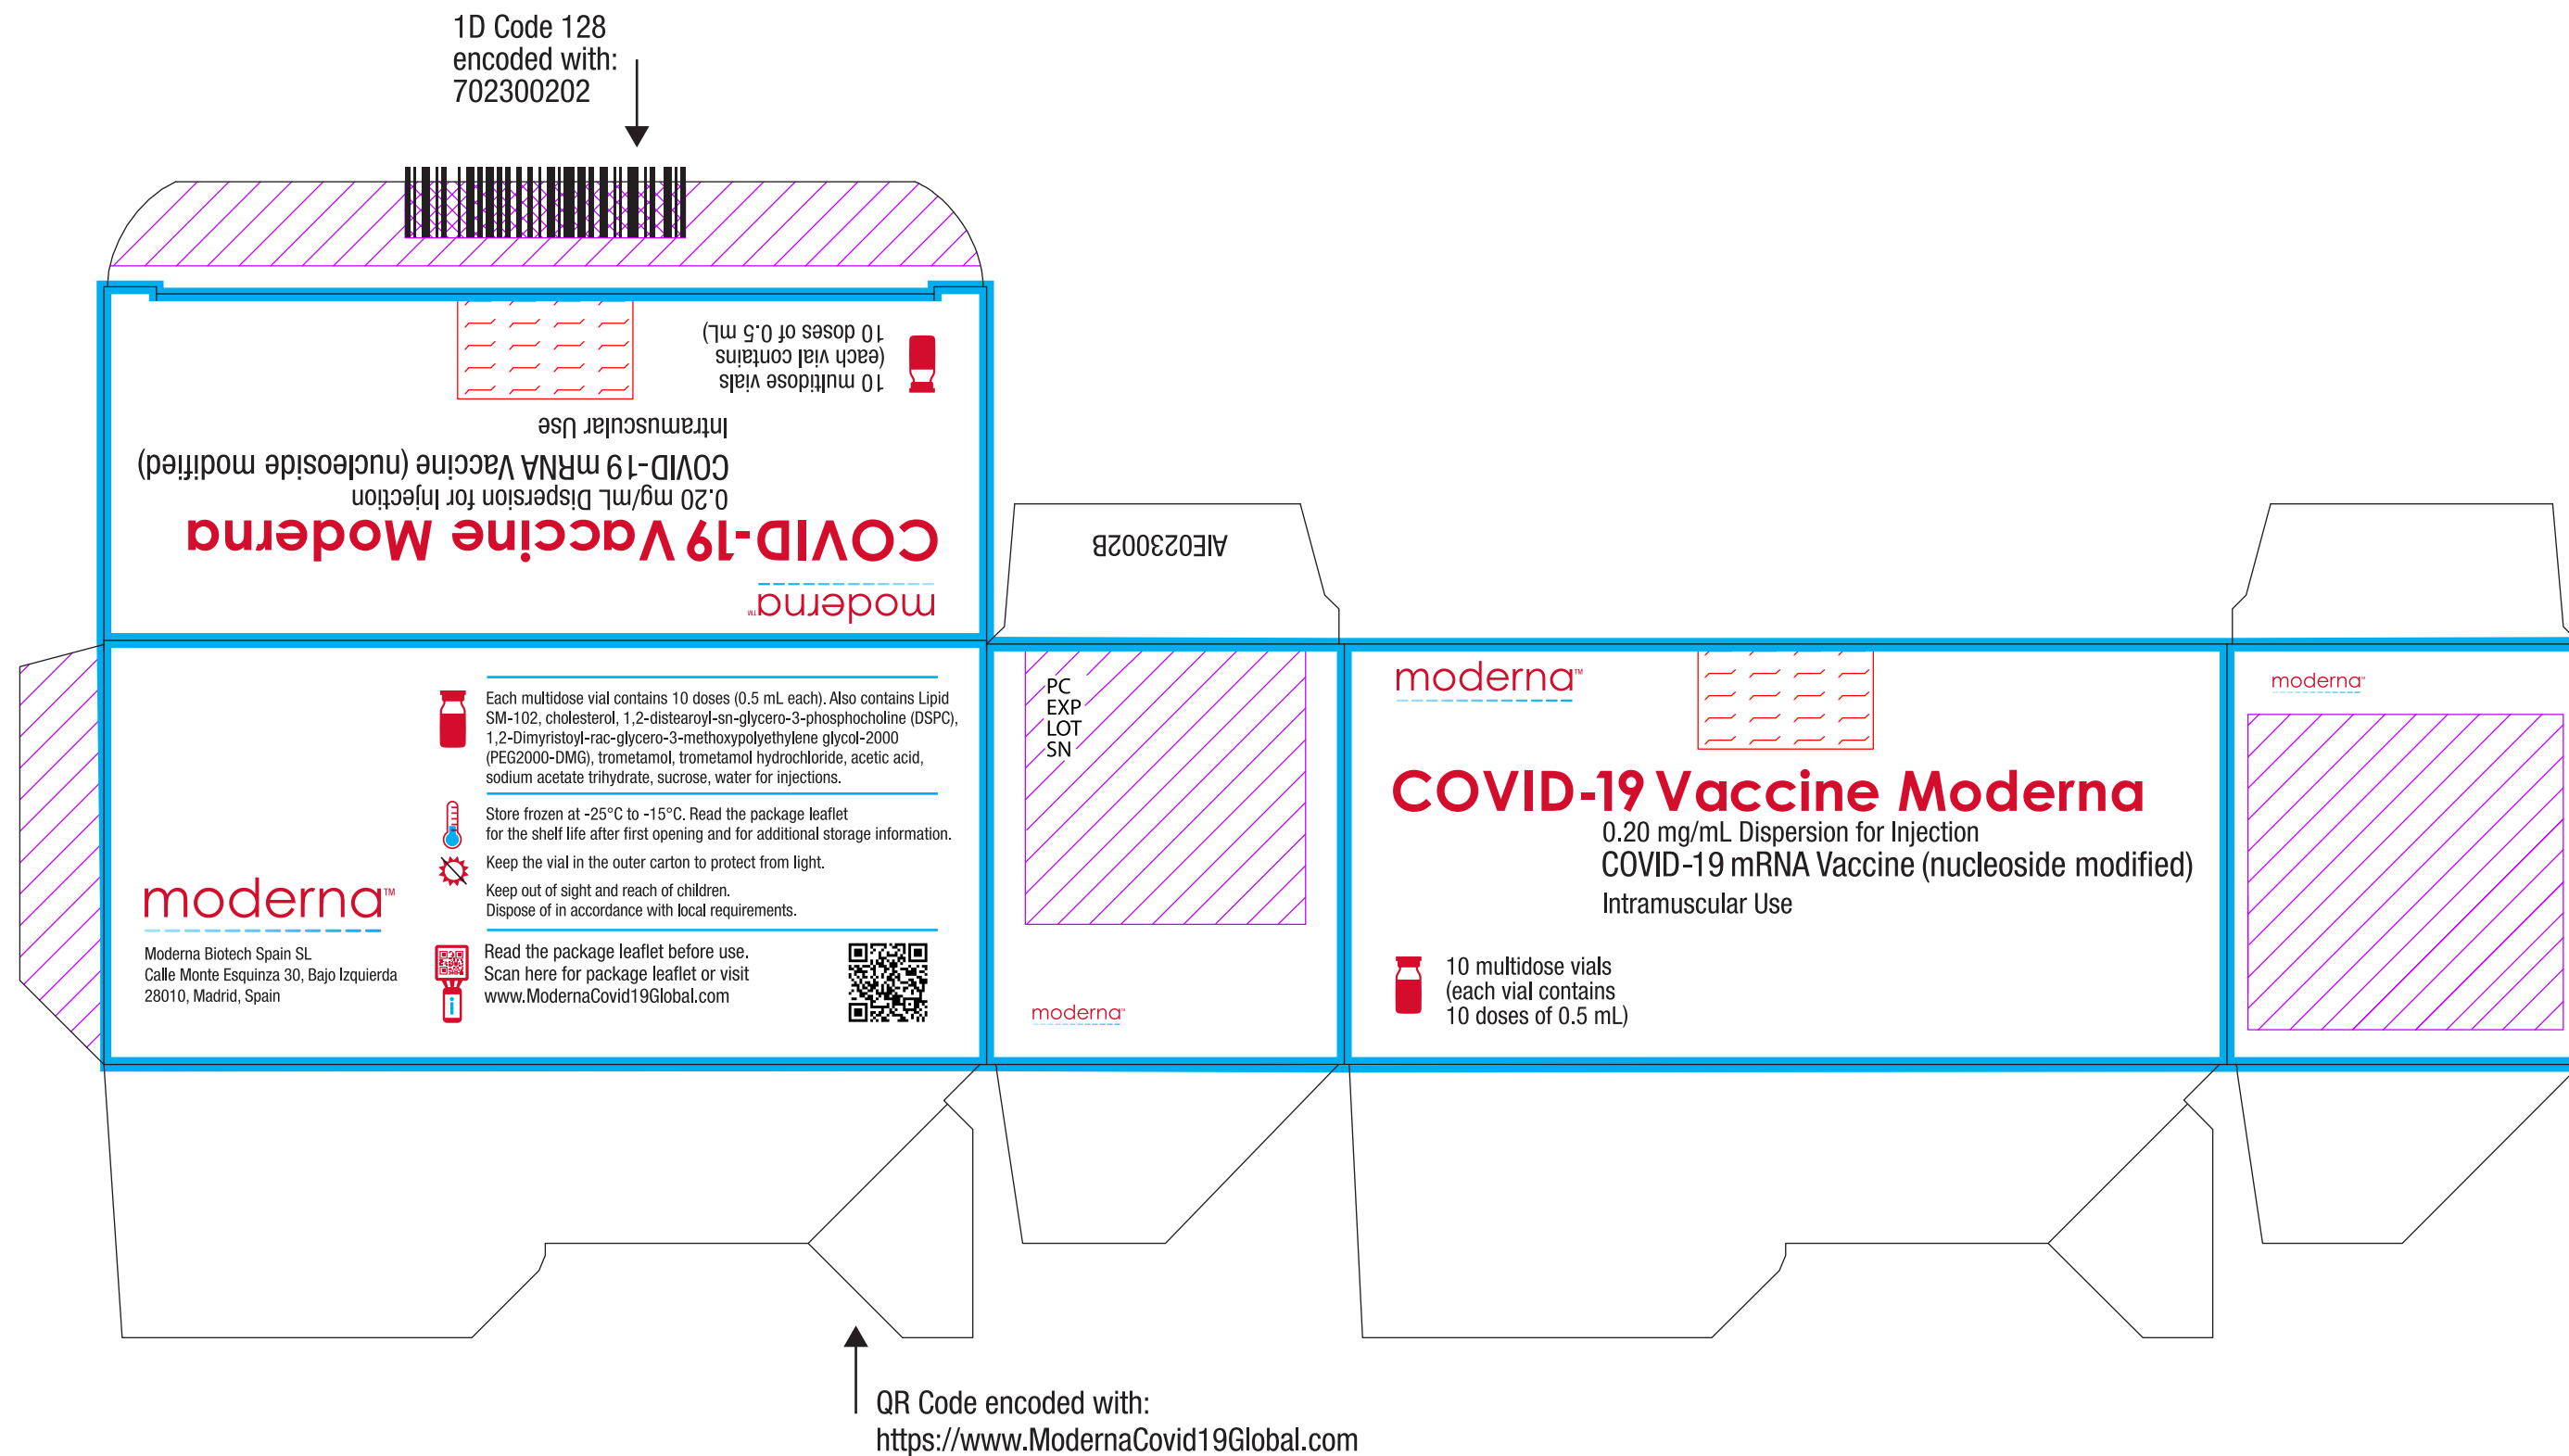 1D Code 128
encoded with:
702300202
moderna™
COVID-19 Vaccine Moderna
0.20 mg/mL Dispersion for Injection
COVID-19 mRNA Vaccine (nucleoside modified)
Intramuscular Use
10 multidose vials
(each vial contains
10 doses of 0.5 mL)
AIE023002B
Each multidose vial contains 10 doses (0.5 mL each). Also contains Lipid
SM-102, cholesterol, 1,2-distearoyl-sn-glycero-3-phosphocholine (DSPC),
1,2-Dimyristoyl-rac-glycero-3-methoxypolyethylene glycol-2000
(PEG2000-DMG), trometamol, trometamol hydrochloride, acetic acid,
sodium acetate trihydrate, sucrose, water for injections.
Store frozen at -25°C to -15°C. Read the package leaflet
for the shelf life after first opening and for additional storage information.
Keep the vial in the outer carton to protect from light.
Keep out of sight and reach of children.
Dispose of in accordance with local requirements.
moderna™
Moderna Biotech Spain SL
Calle Monte Esquinza 30, Bajo Izquierda
28010, Madrid, Spain
Read the package leaflet before use.
Scan here for package leaflet or visit
www.ModernaCovid19Global.com
i
PC
EXP
LOT
SN
moderna™
moderna™
COVID-19 Vaccine Moderna
0.20 mg/mL Dispersion for Injection
COVID-19 mRNA Vaccine (nucleoside modified)
Intramuscular Use
10 multidose vials
(each vial contains
10 doses of 0.5 mL)
moderna™
QR Code encoded with:
https://www.ModernaCovid19Global.com